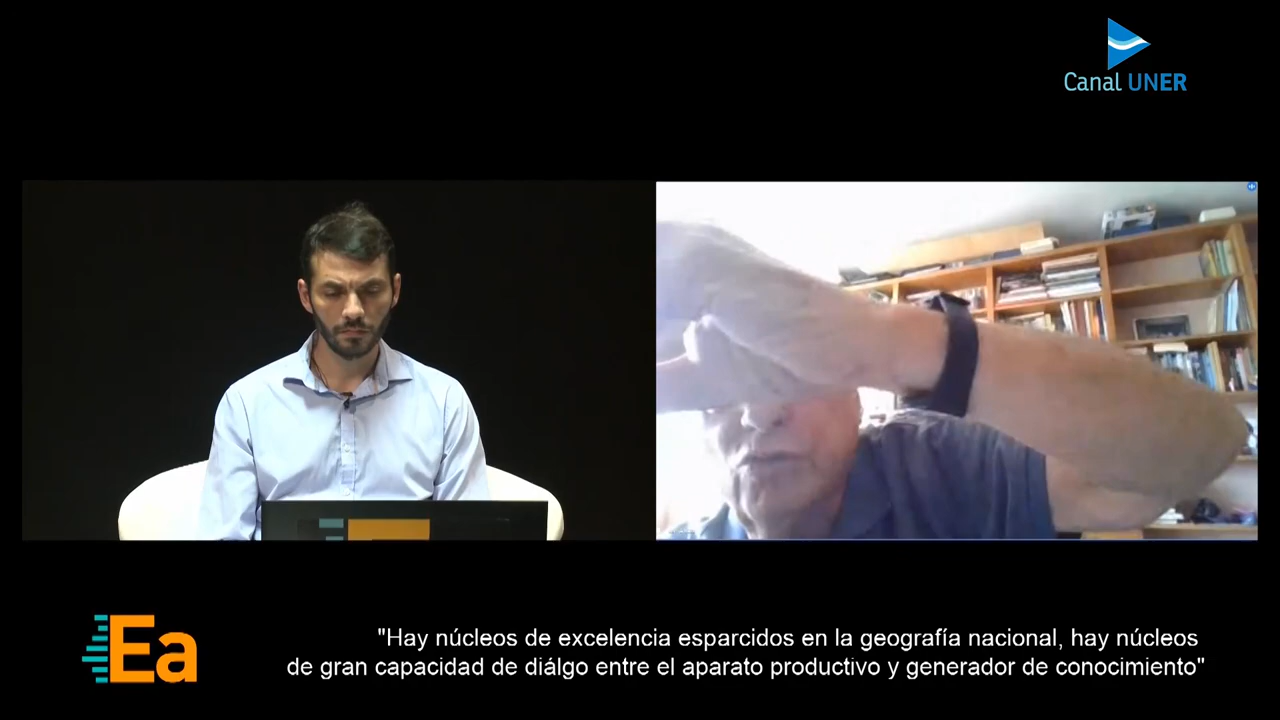 Canal UNER
Ea
"Hay núcleos de excelencia esparcidos en la geografía nacional, hay núcleos
de gran capacidad de diálgo entre el aparato productivo y generador de conocimiento"